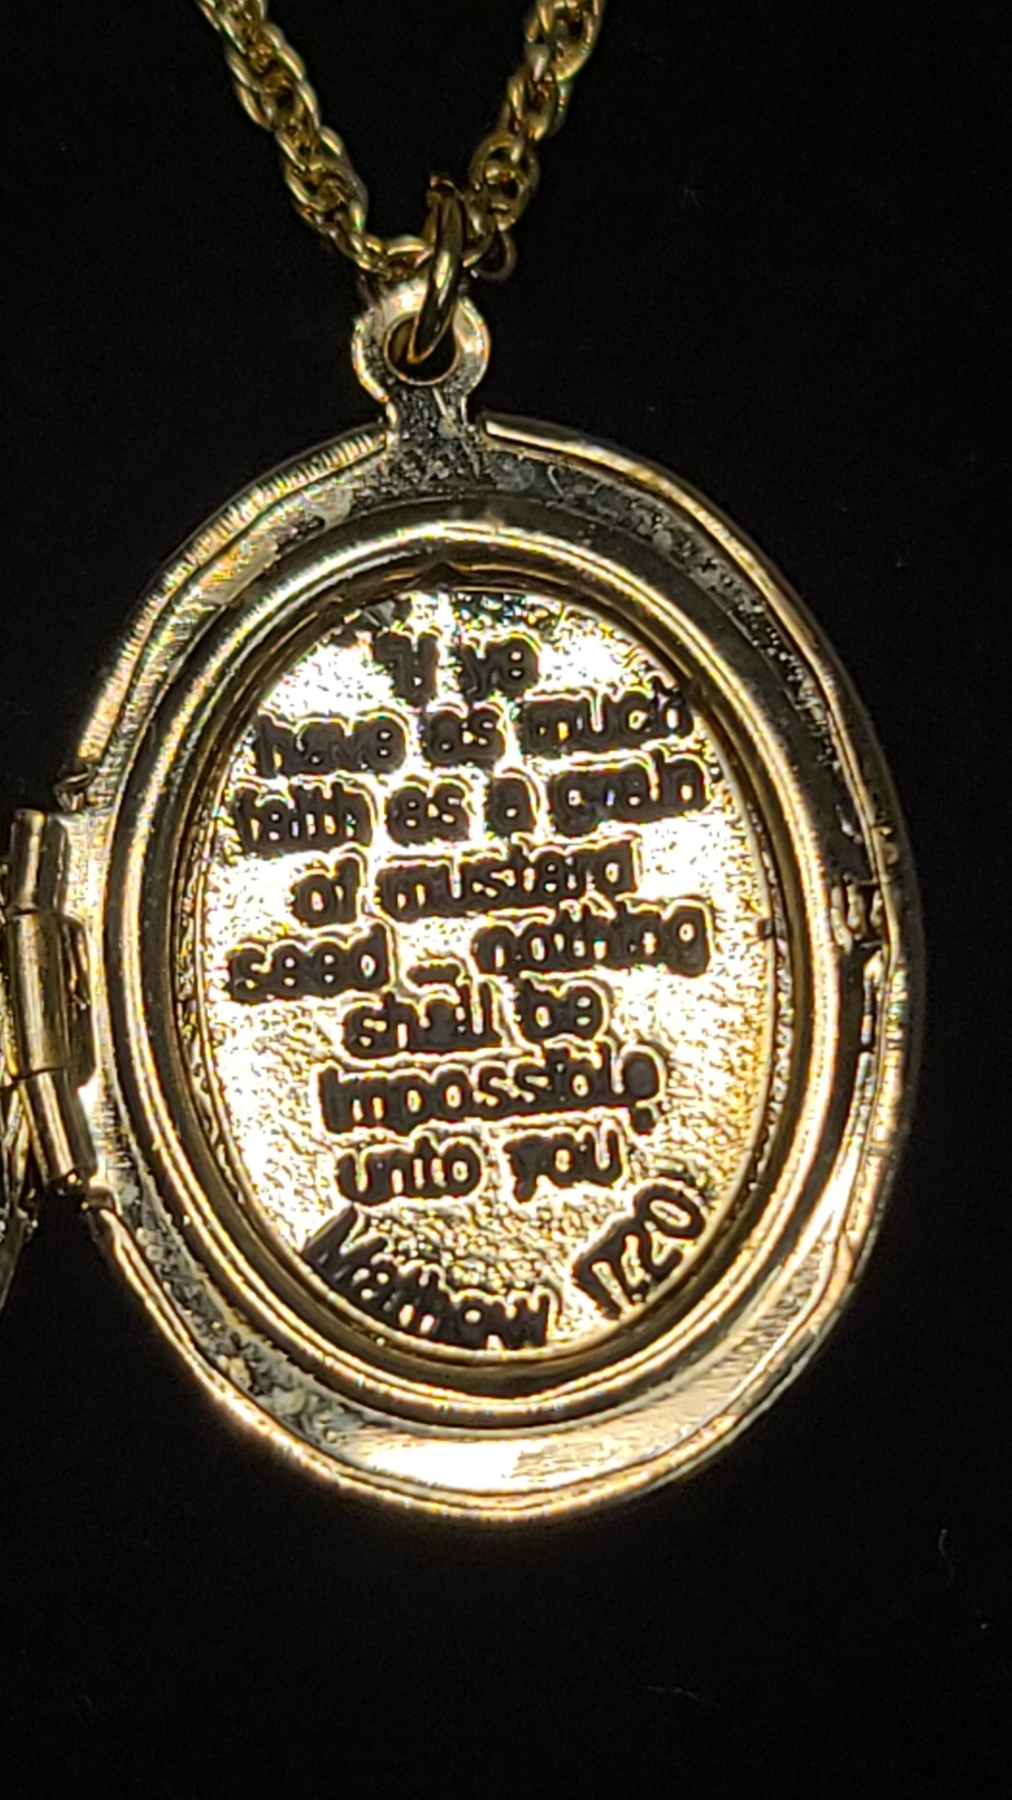 "if ye
have as much
faith as a grain
of mustard
seed _ nothing
shall be
impossible
unto you
Mathew 17:20